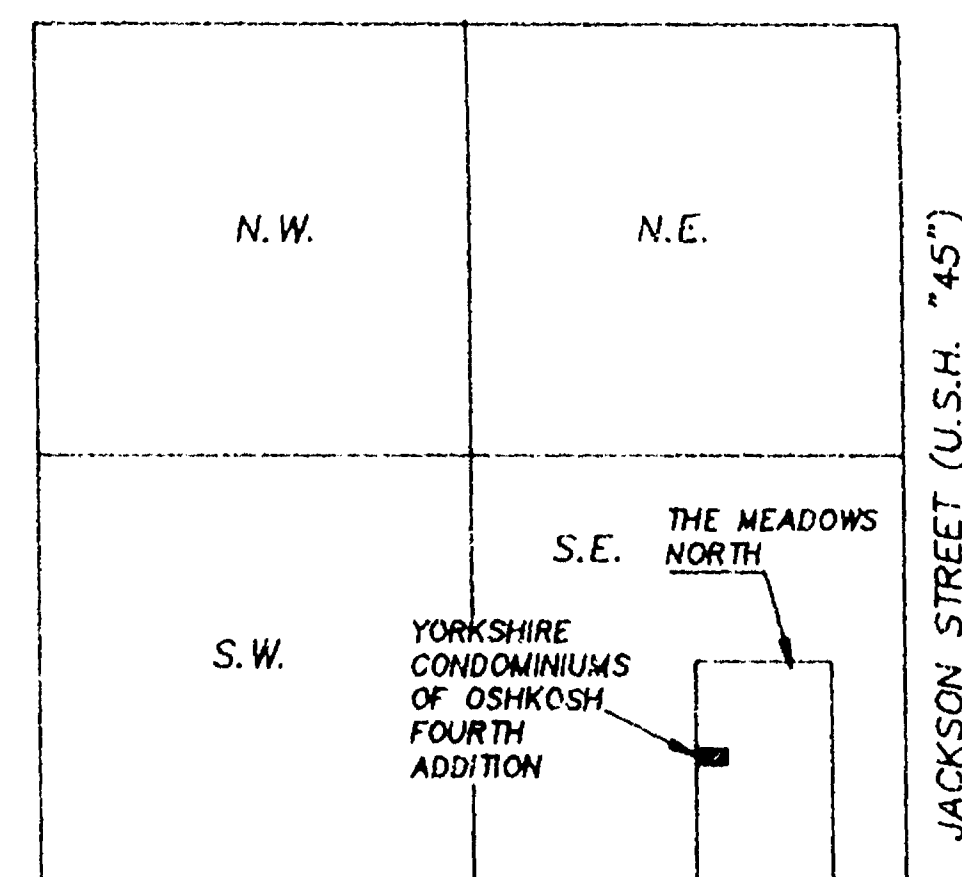 N.W.
N.E.
JACKSON STREET (U.S.H. "45")
THE MEADOWS
NORTH
S.E.
S.W.
YORKSHIRE
CONDOMINIUMS
OF OSHKOSH
FOURTH
ADDITION